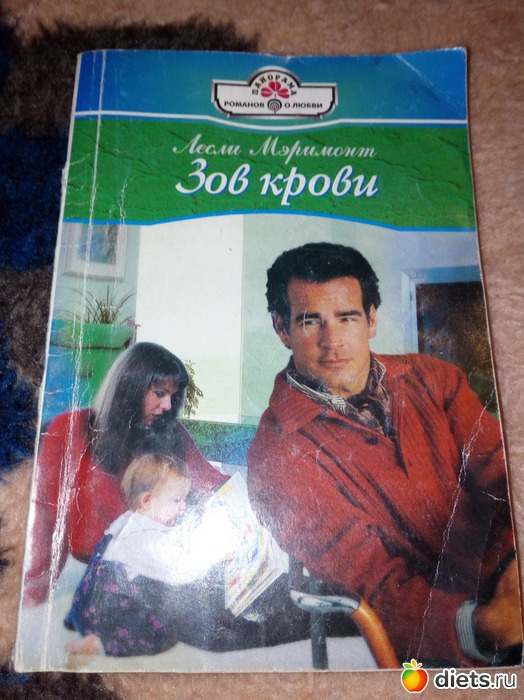 ПАНОРАМА
РОМАНОВ О ЛЮБВИ
Лесли Мэримонт
Зов крови
diets.ru